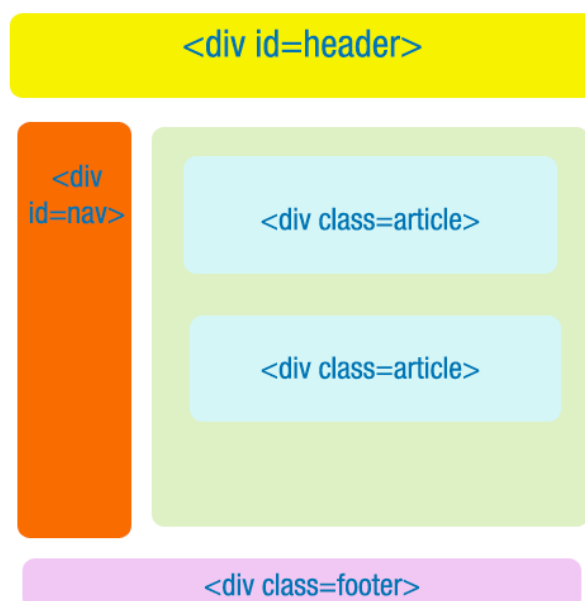 <div id=header>
<div
id=nav>
<div class=article>
<div class=article>
<div class=footer>